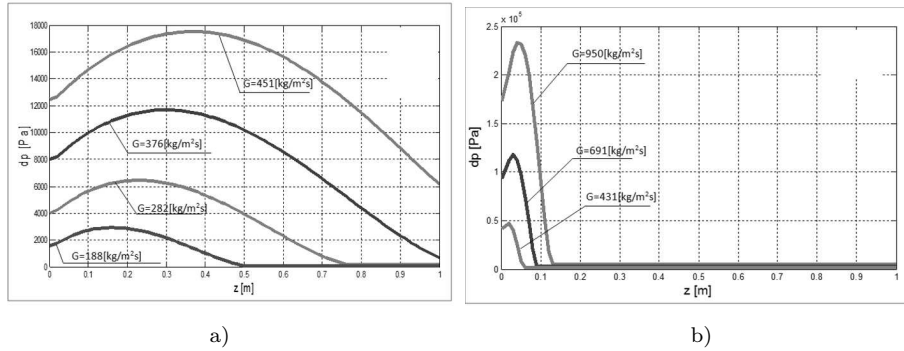 18000
16000
14000
12000
10000
8000
6000
4000
2000
0
dp [Pa]
G=451[kg/m²s]
G=376[kg/m²s]
G=282[kg/m²s]
G=188[kg/m²s]
0 0.1 0.2 0.3 0.4 0.5 0.6 0.7 0.8 0.9 1
z [m]
a)
x 10⁵
2.5
2
1.5
1
0.5
0
dp [Pa]
G=950[kg/m²s]
G=691[kg/m²s]
G=431[kg/m²s]
0 0.1 0.2 0.3 0.4 0.5 0.6 0.7 0.8 0.9 1
z [m]
b)